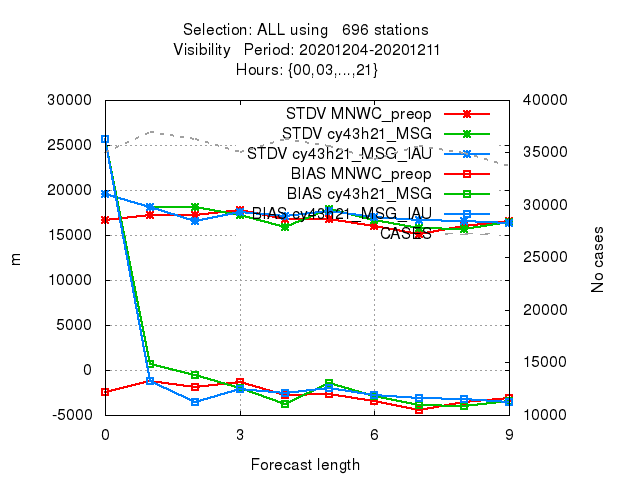 Selection: ALL using   696 stations
Visibility   Period: 20201204-20201211
Hours: {00,03,...,21}
30000
25000
20000
15000
10000
5000
0
-5000
m
40000
35000
30000
25000
20000
15000
10000
No cases
STDV MNWC_preop
STDV cy43h21_MSG
STDV cy43h21_MSG_IAU
BIAS MNWC_preop
BIAS cy43h21_MSG
BIAS cy43h21_MSG_IAU
CASES
0 3 6 9
Forecast length